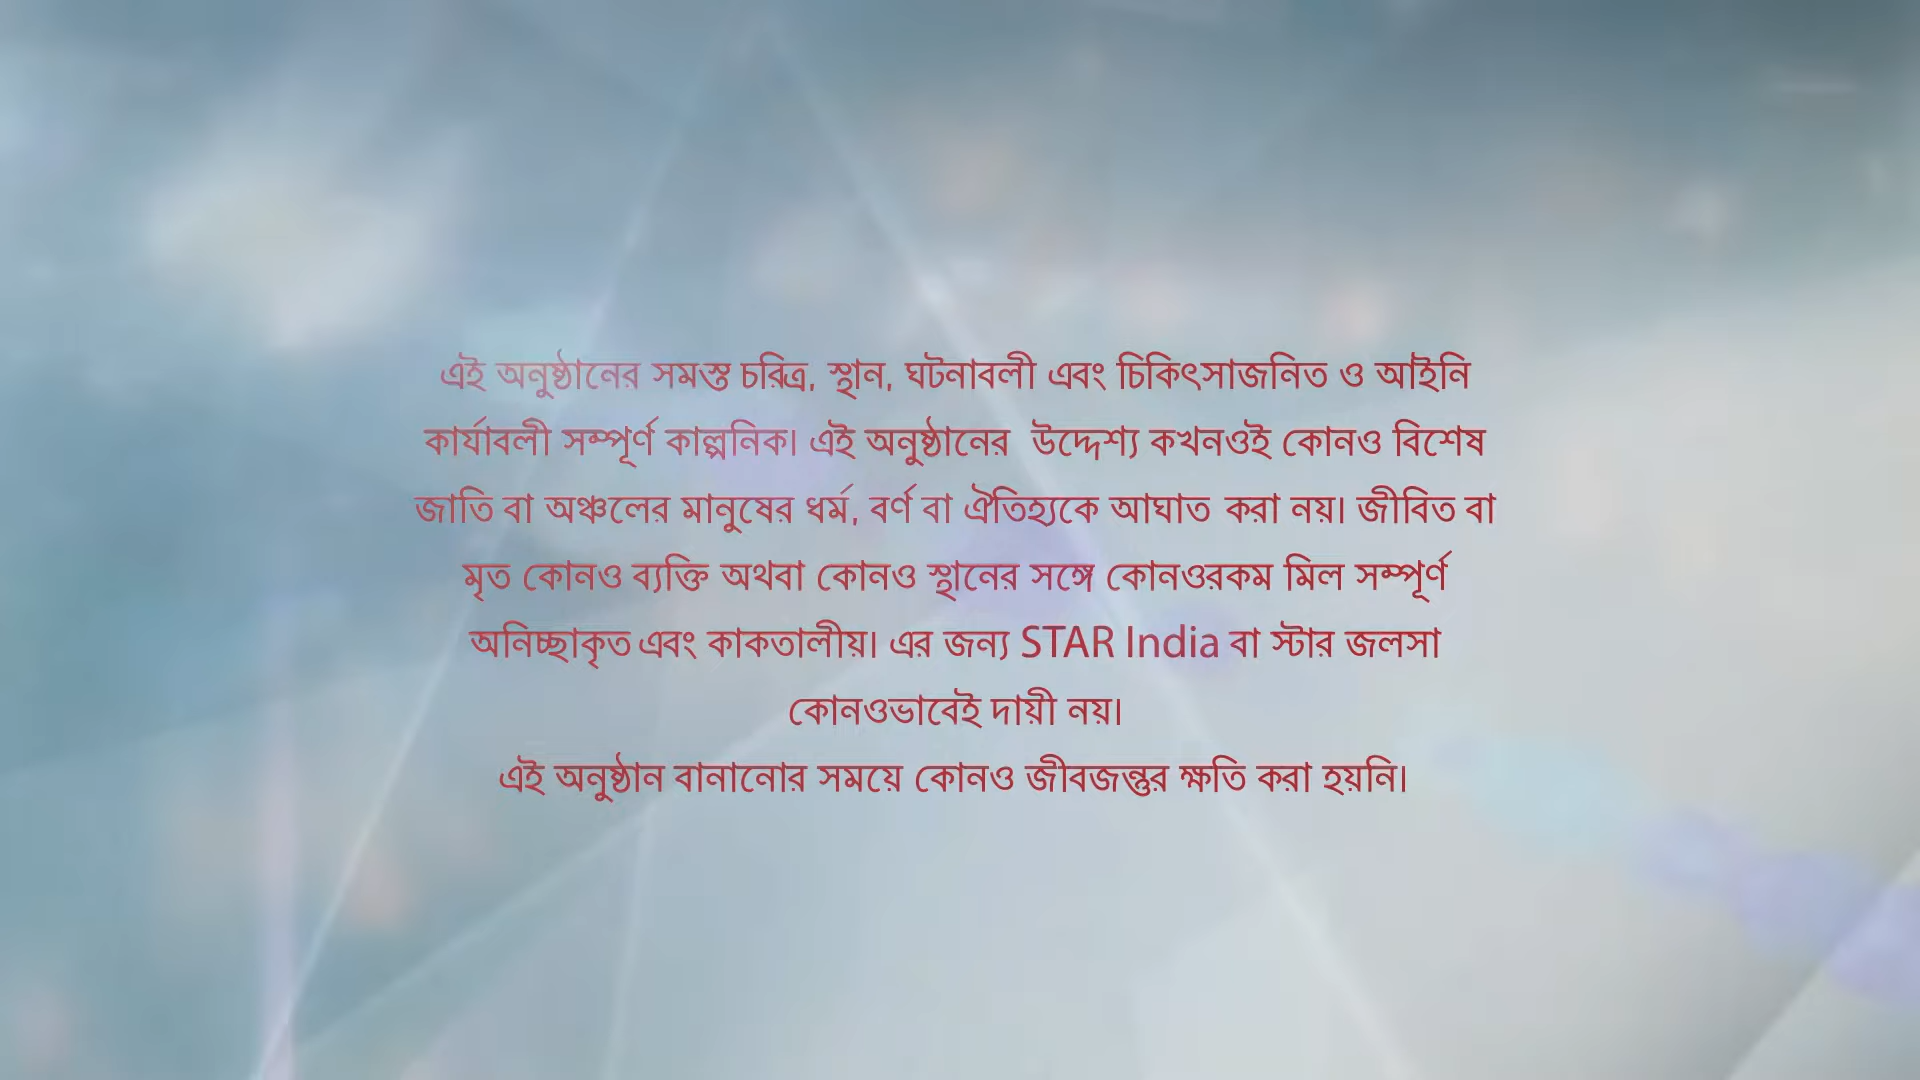 এই অনুষ্ঠানের সমস্ত চরিত্র, স্থান, ঘটনাবলী এবং চিকিৎসাজনিত ও আইনি
কার্যাবলী সম্পূর্ণ কাল্পনিক। এই অনুষ্ঠানের উদ্দেশ্য কখনওই কোনও বিশেষ
জাতি বা অঞ্চলের মানুষের ধর্ম, বর্ণ বা ঐতিহ্যকে আঘাত করা নয়। জীবিত বা
মৃত কোনও ব্যক্তি অথবা কোনও স্থানের সঙ্গে কোনওরকম মিল সম্পূর্ণ
অনিচ্ছাকৃত এবং কাকতালীয়। এর জন্য STAR India বা স্টার জলসা
কোনওভাবেই দায়ী নয়।
এই অনুষ্ঠান বানানোর সময়ে কোনও জীবজন্তুর ক্ষতি করা হয়নি।